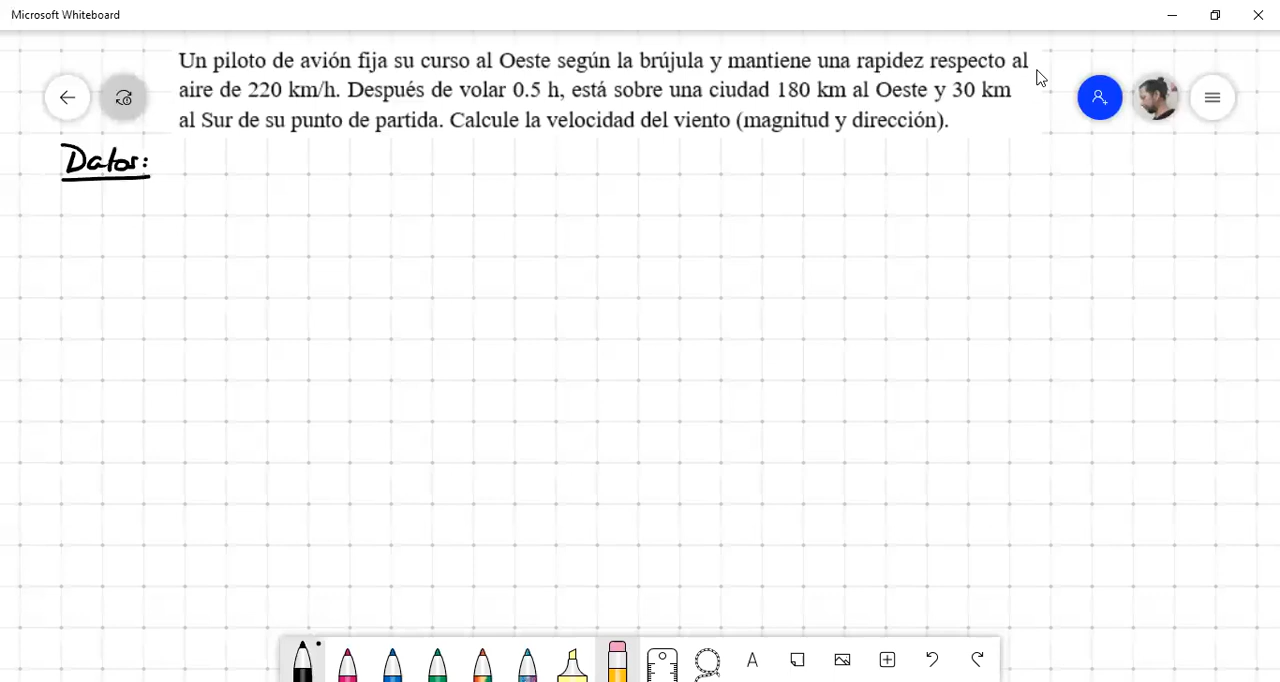 Microsoft Whiteboard
Un piloto de avión fija su curso al Oeste según la brújula y mantiene una rapidez respecto al
aire de 220 km/h. Después de volar 0.5 h, está sobre una ciudad 180 km al Oeste y 30 km
al Sur de su punto de partida. Calcule la velocidad del viento (magnitud y dirección).
Datos: